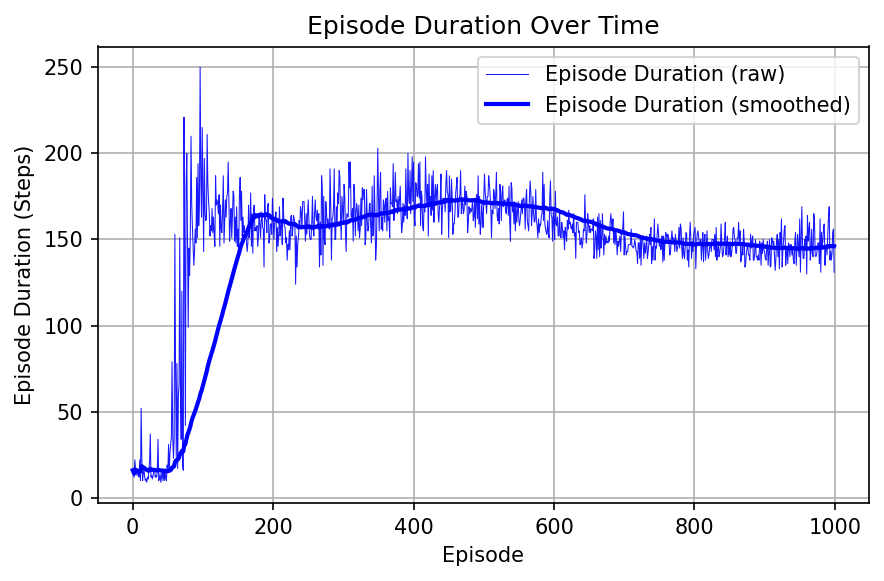 Episode Duration Over Time
Episode Duration (Steps)
250
200
150
100
50
0
Episode Duration (raw)
Episode Duration (smoothed)
0 200 400 600 800 1000
Episode